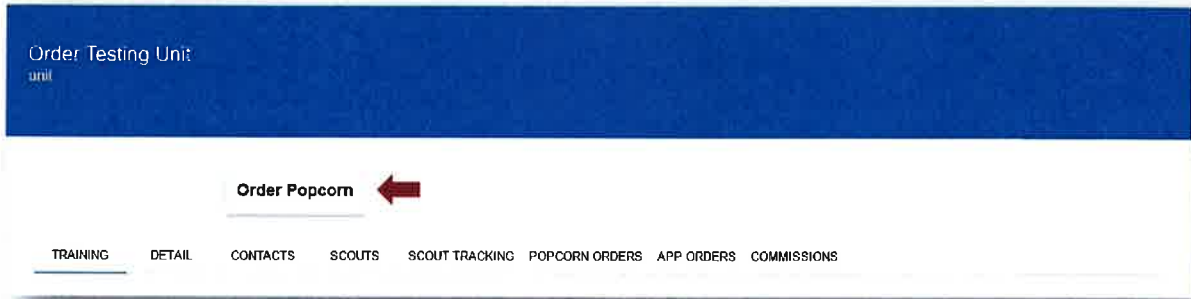 Order Testing Unit
unit
Order Popcorn
TRAINING DETAIL CONTACTS SCOUTS SCOUT TRACKING POPCORN ORDERS APP ORDERS COMMISSIONS